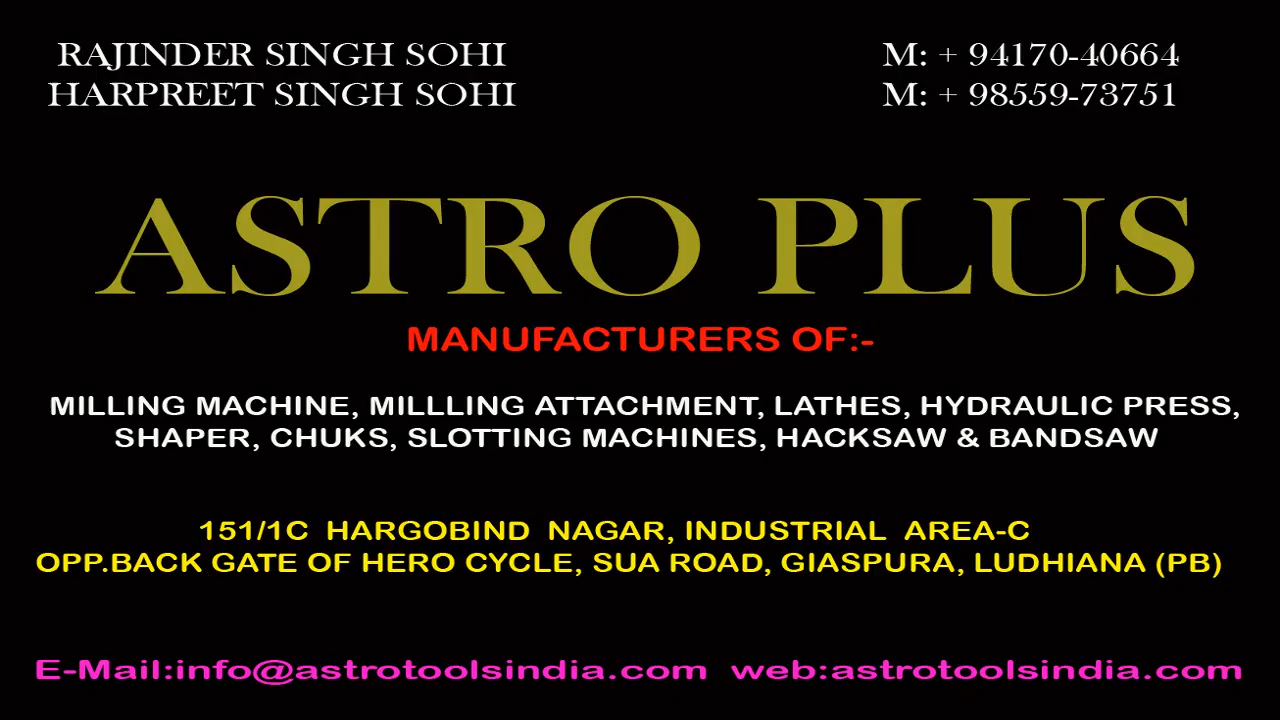 RAJINDER SINGH SOHI M: + 94170-40664
HARPREET SINGH SOHI M: + 98559-73751
ASTRO PLUS
MANUFACTURERS OF:-
MILLING MACHINE, MILLLING ATTACHMENT, LATHES, HYDRAULIC PRESS,
SHAPER, CHUKS, SLOTTING MACHINES, HACKSAW & BANDSAW
151/1C HARGOBIND NAGAR, INDUSTRIAL AREA-C
OPP.BACK GATE OF HERO CYCLE, SUA ROAD, GIASPURA, LUDHIANA (PB)
E-Mail:info@astrotoolsindia.com web:astrotoolsindia.com